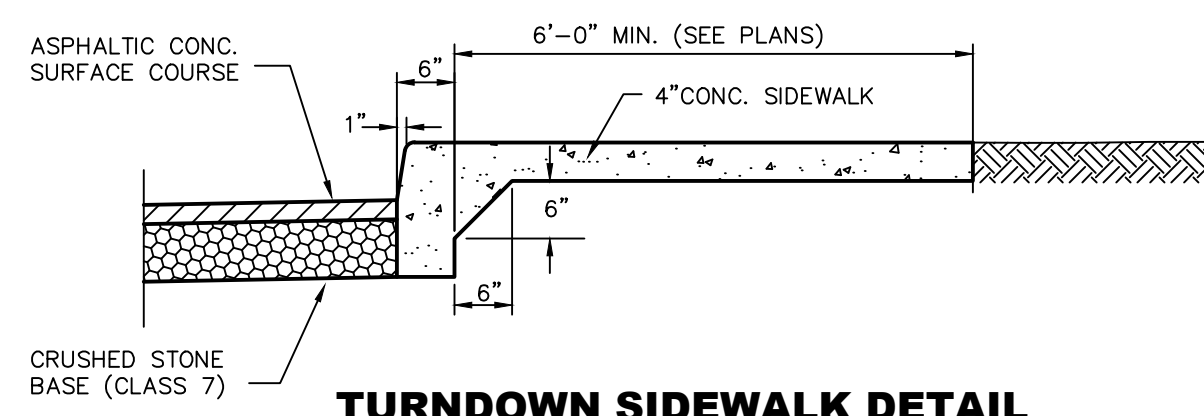 ASPHALTIC CONC.
SURFACE COURSE
6'-0" MIN. (SEE PLANS)
6"
1"
4"CONC. SIDEWALK
6"
6"
CRUSHED STONE
BASE (CLASS 7)
TURNDOWN SIDEWALK DETAIL